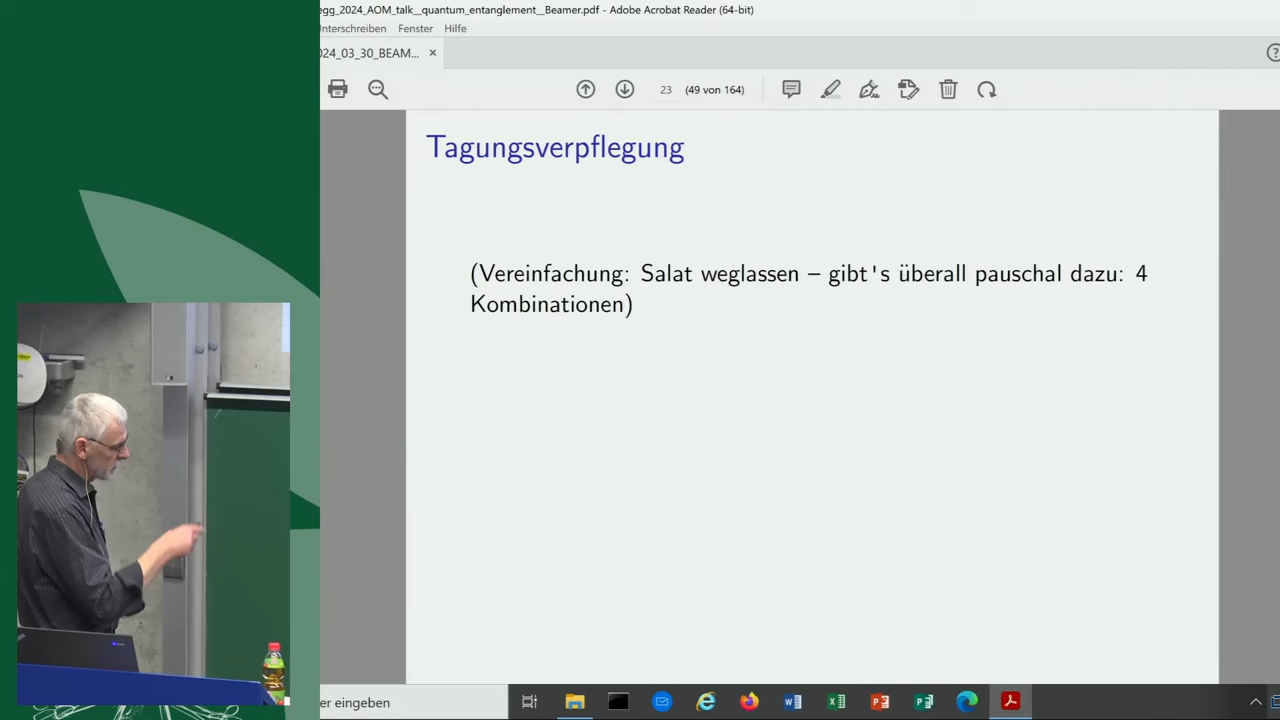 egg_2024_AOM_talk__quantum_entanglement__Beamer.pdf - Adobe Acrobat Reader (64-bit)
Unterschreiben Fenster Hilfe
024_03_30_BEAM... ×
23 (49 von 164)
Tagungsverpflegung
(Vereinfachung: Salat weglassen – gibt's überall pauschal dazu: 4
Kombinationen)
er eingeben